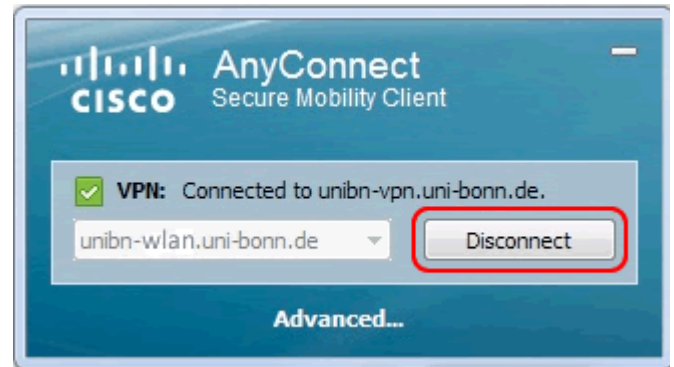 AnyConnect
CISCO Secure Mobility Client
VPN: Connected to unibn-vpn.uni-bonn.de.
unibn-wlan.uni-bonn.de Disconnect
Advanced...